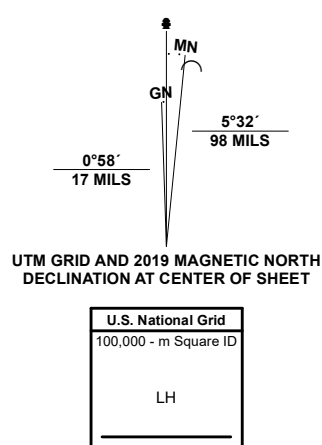 MN
GN
5°32´
98 MILS
0°58´
17 MILS
UTM GRID AND 2019 MAGNETIC NORTH
DECLINATION AT CENTER OF SHEET
U.S. National Grid
100,000 - m Square ID
LH